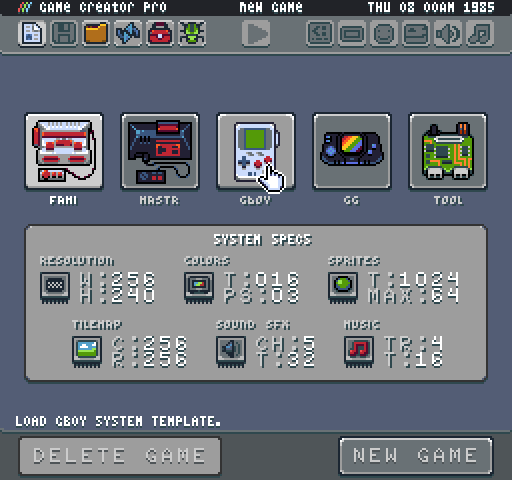 Game Creator Pro New Game THU 08 00AM 1985
FAMI MASTR GBOY GG TOOL
SYSTEM SPECS
RESOLUTION COLORS SPRITES
W:256 T:016 T:1024
H:240 PS:03 MAX:64
TILEMAP SOUND SFX MUSIC
C:256 CH:5 TR:4
R:256 T:32 T:16
LOAD GBOY SYSTEM TEMPLATE.
DELETE GAME NEW GAME